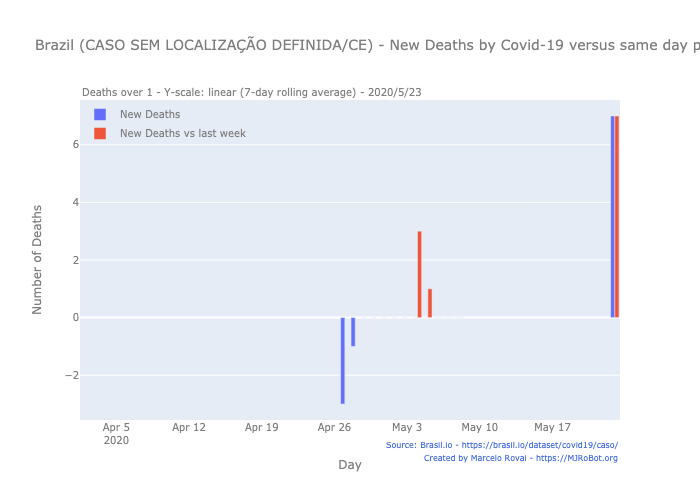 Brazil (CASO SEM LOCALIZAÇÃO DEFINIDA/CE) - New Deaths by Covid-19 versus same day p
Deaths over 1 - Y-scale: linear (7-day rolling average) - 2020/5/23
New Deaths
New Deaths vs last week
Number of Deaths
6
4
2
0
−2
Apr 5 Apr 12 Apr 19 Apr 26 May 3 May 10 May 17
2020
Source: Brasil.io - https://brasil.io/dataset/covid19/caso/
Created by Marcelo Rovai - https://MJRoBot.org
Day